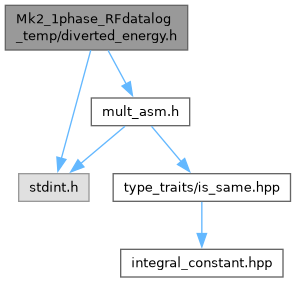 Mk2_1phase_RFdatalog
_temp/diverted_energy.h
mult_asm.h
stdint.h
type_traits/is_same.hpp
integral_constant.hpp